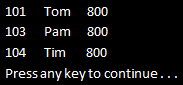 101 Tom 800
103 Pam 800
104 Tim 800
Press any key to continue . . .